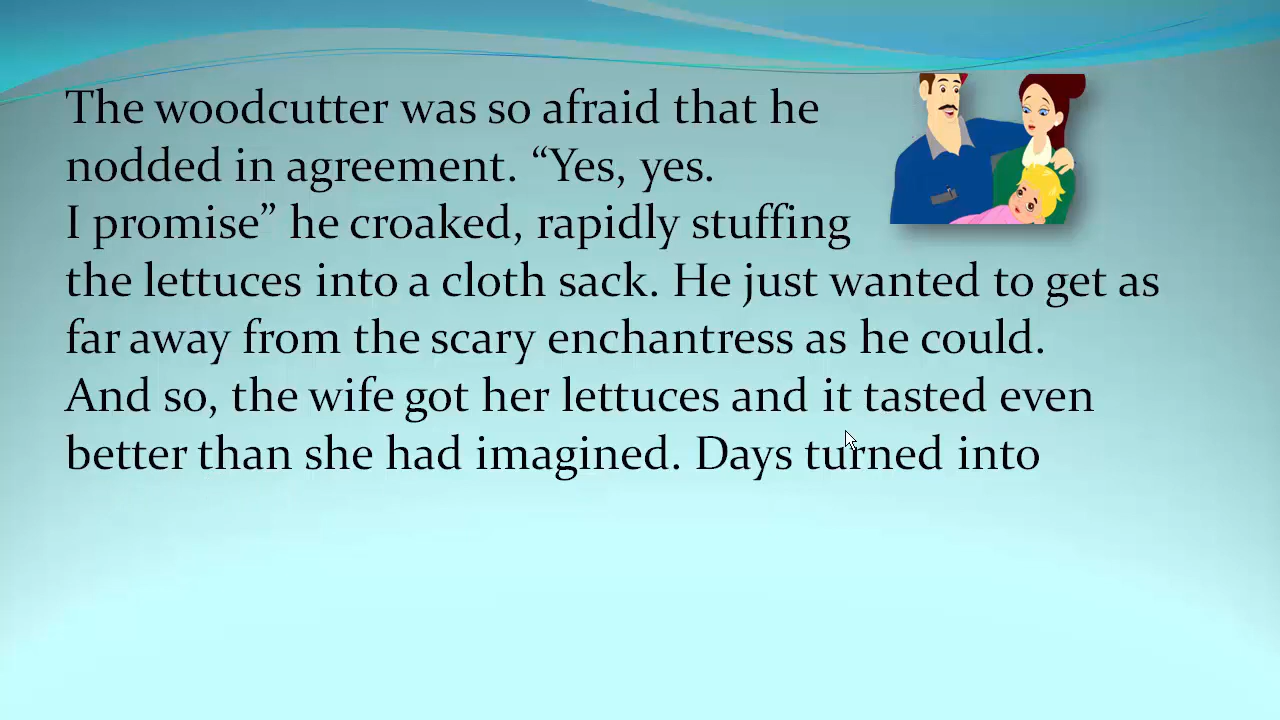 The woodcutter was so afraid that he
nodded in agreement. “Yes, yes.
I promise” he croaked, rapidly stuffing
the lettuces into a cloth sack. He just wanted to get as
far away from the scary enchantress as he could.
And so, the wife got her lettuces and it tasted even
better than she had imagined. Days turned into